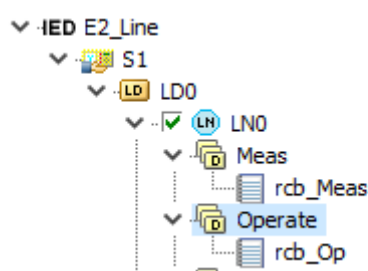 IED E2_Line
S1
LD LD0
LN LN0
D Meas
rcb_Meas
D Operate
rcb_Op